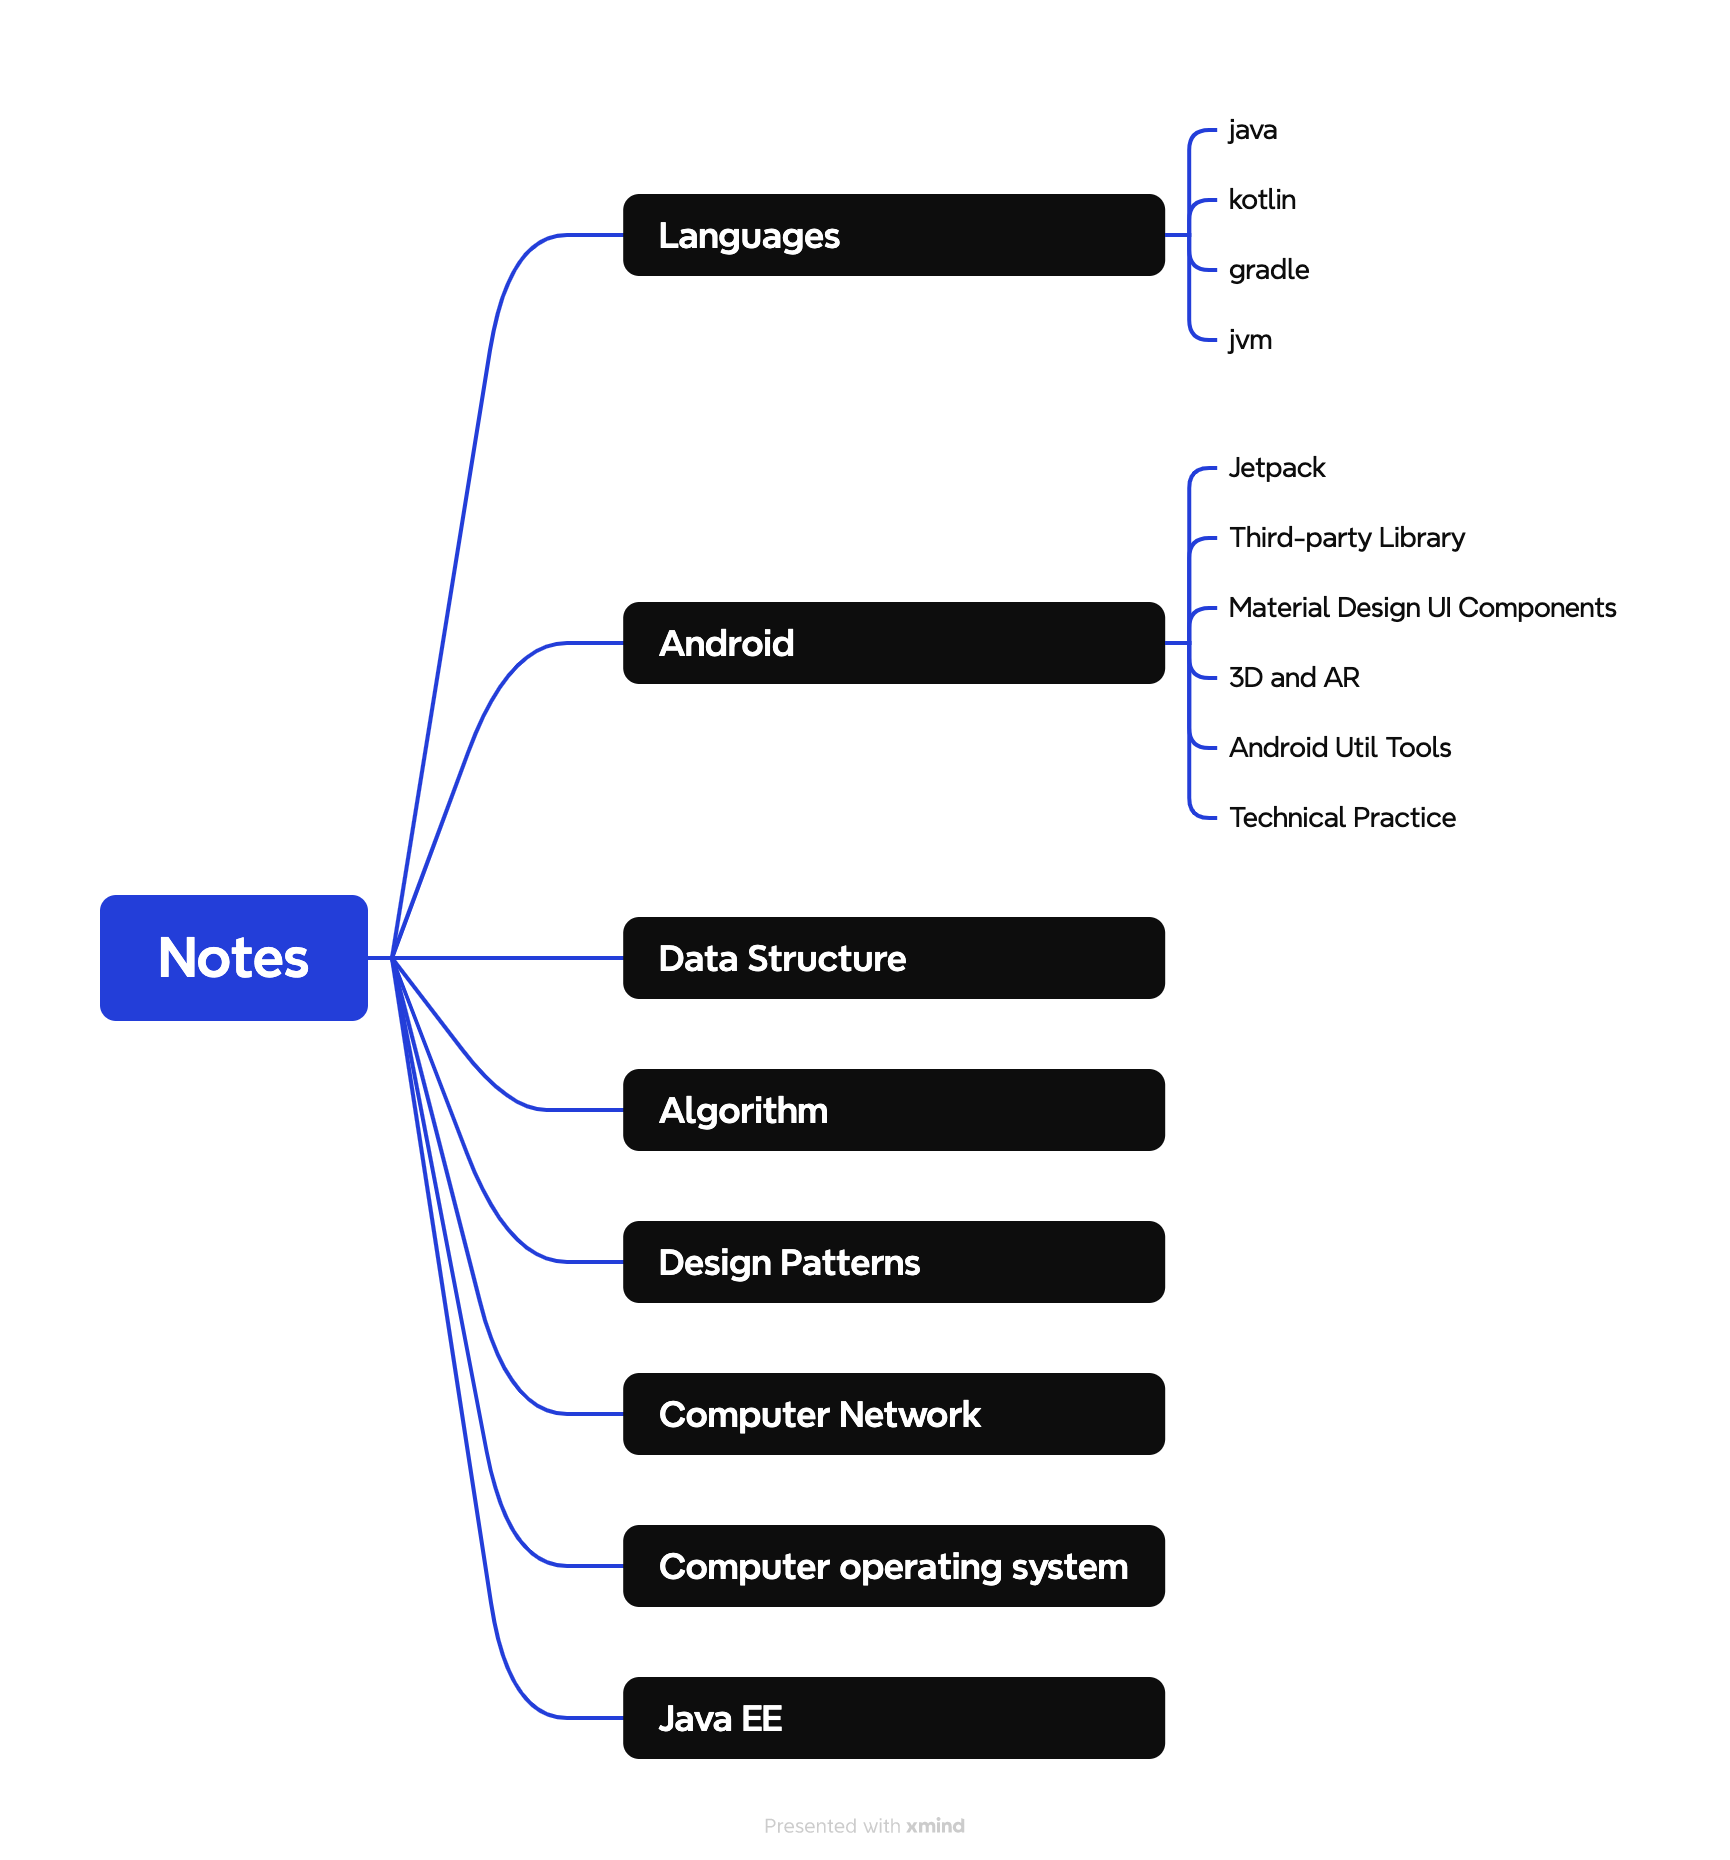 Notes
Languages
java
kotlin
gradle
jvm
Android
Jetpack
Third-party Library
Material Design UI Components
3D and AR
Android Util Tools
Technical Practice
Data Structure
Algorithm
Design Patterns
Computer Network
Computer operating system
Java EE
Presented with xmind